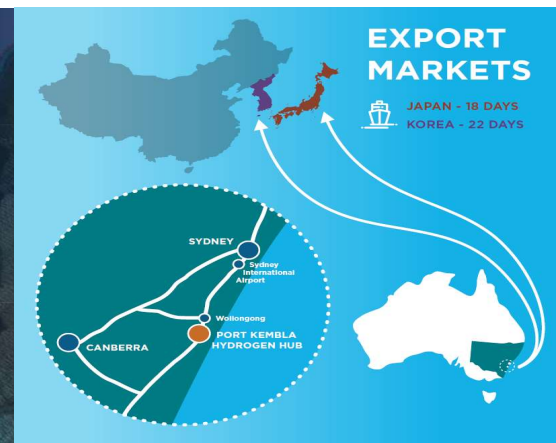 EXPORT
MARKETS
JAPAN - 18 DAYS
KOREA - 22 DAYS
SYDNEY
Sydney
International
Airport
Wollongong
PORT KEMBLA
HYDROGEN HUB
CANBERRA